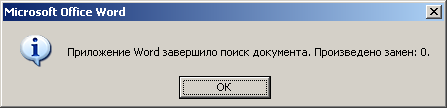 Microsoft Office Word
Приложение Word завершило поиск документа. Произведено замен: 0.
OK